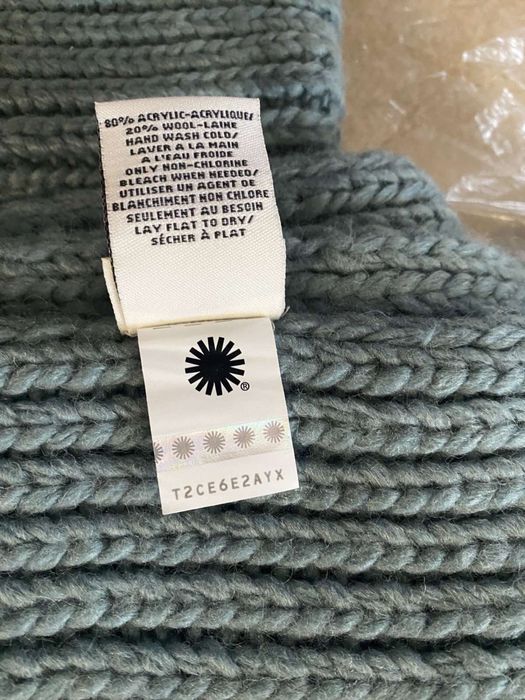 80% ACRYLIC-ACRYLIQUE/
20% WOOL-LAINE
HAND WASH COLD/
LAVER A LA MAIN
A L'EAU FROIDE
ONLY NON-CHLORINE
BLEACH WHEN NEEDED/
UTILISER UN AGENT DE
BLANCHIMENT NON CHLORE
SEULEMENT AU BESOIN
LAY FLAT TO DRY/
SÉCHER À PLAT
®
T2CE6E2AYX